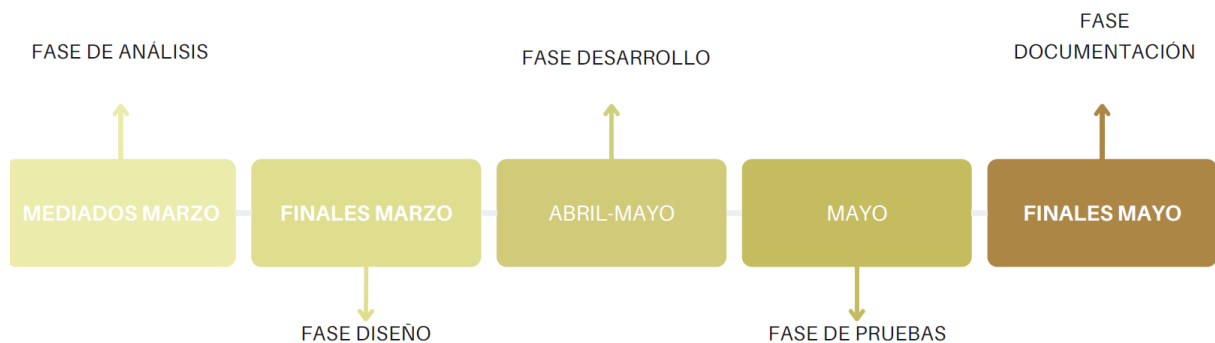 FASE DE ANÁLISIS
FASE DESARROLLO
FASE
DOCUMENTACIÓN
MEDIADOS MARZO
FINALES MARZO
ABRIL-MAYO
MAYO
FINALES MAYO
FASE DISEÑO
FASE DE PRUEBAS